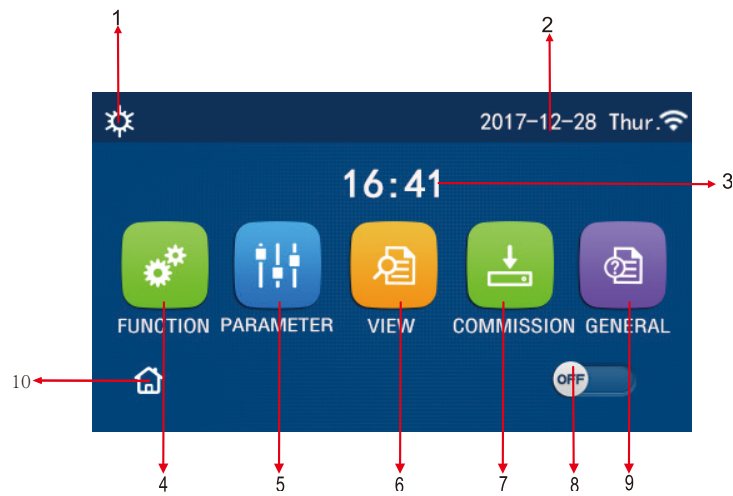 1
2
2017-12-28 Thur.
16:41
3
FUNCTION PARAMETER VIEW COMMISSION GENERAL
10
OFF
4 5 6 7 8 9